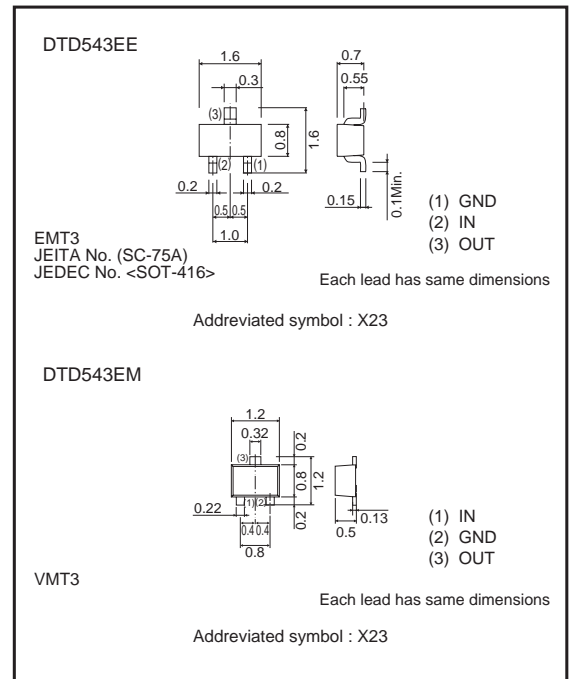 DTD543EE
1.6
0.3
0.7
0.55
(3)
0.8
1.6
(2)
(1)
0.2
0.2
0.5
0.5
1.0
0.15
0.1Min.
(1) GND
(2) IN
(3) OUT
EMT3
JEITA No. (SC-75A)
JEDEC No. <SOT-416>
Each lead has same dimensions
Addreviated symbol : X23
DTD543EM
1.2
0.32
0.2
(3)
0.8
1.2
0.22
(1)
(2)
0.4
0.4
0.2
0.8
0.13
0.5
(1) IN
(2) GND
(3) OUT
VMT3
Each lead has same dimensions
Addreviated symbol : X23